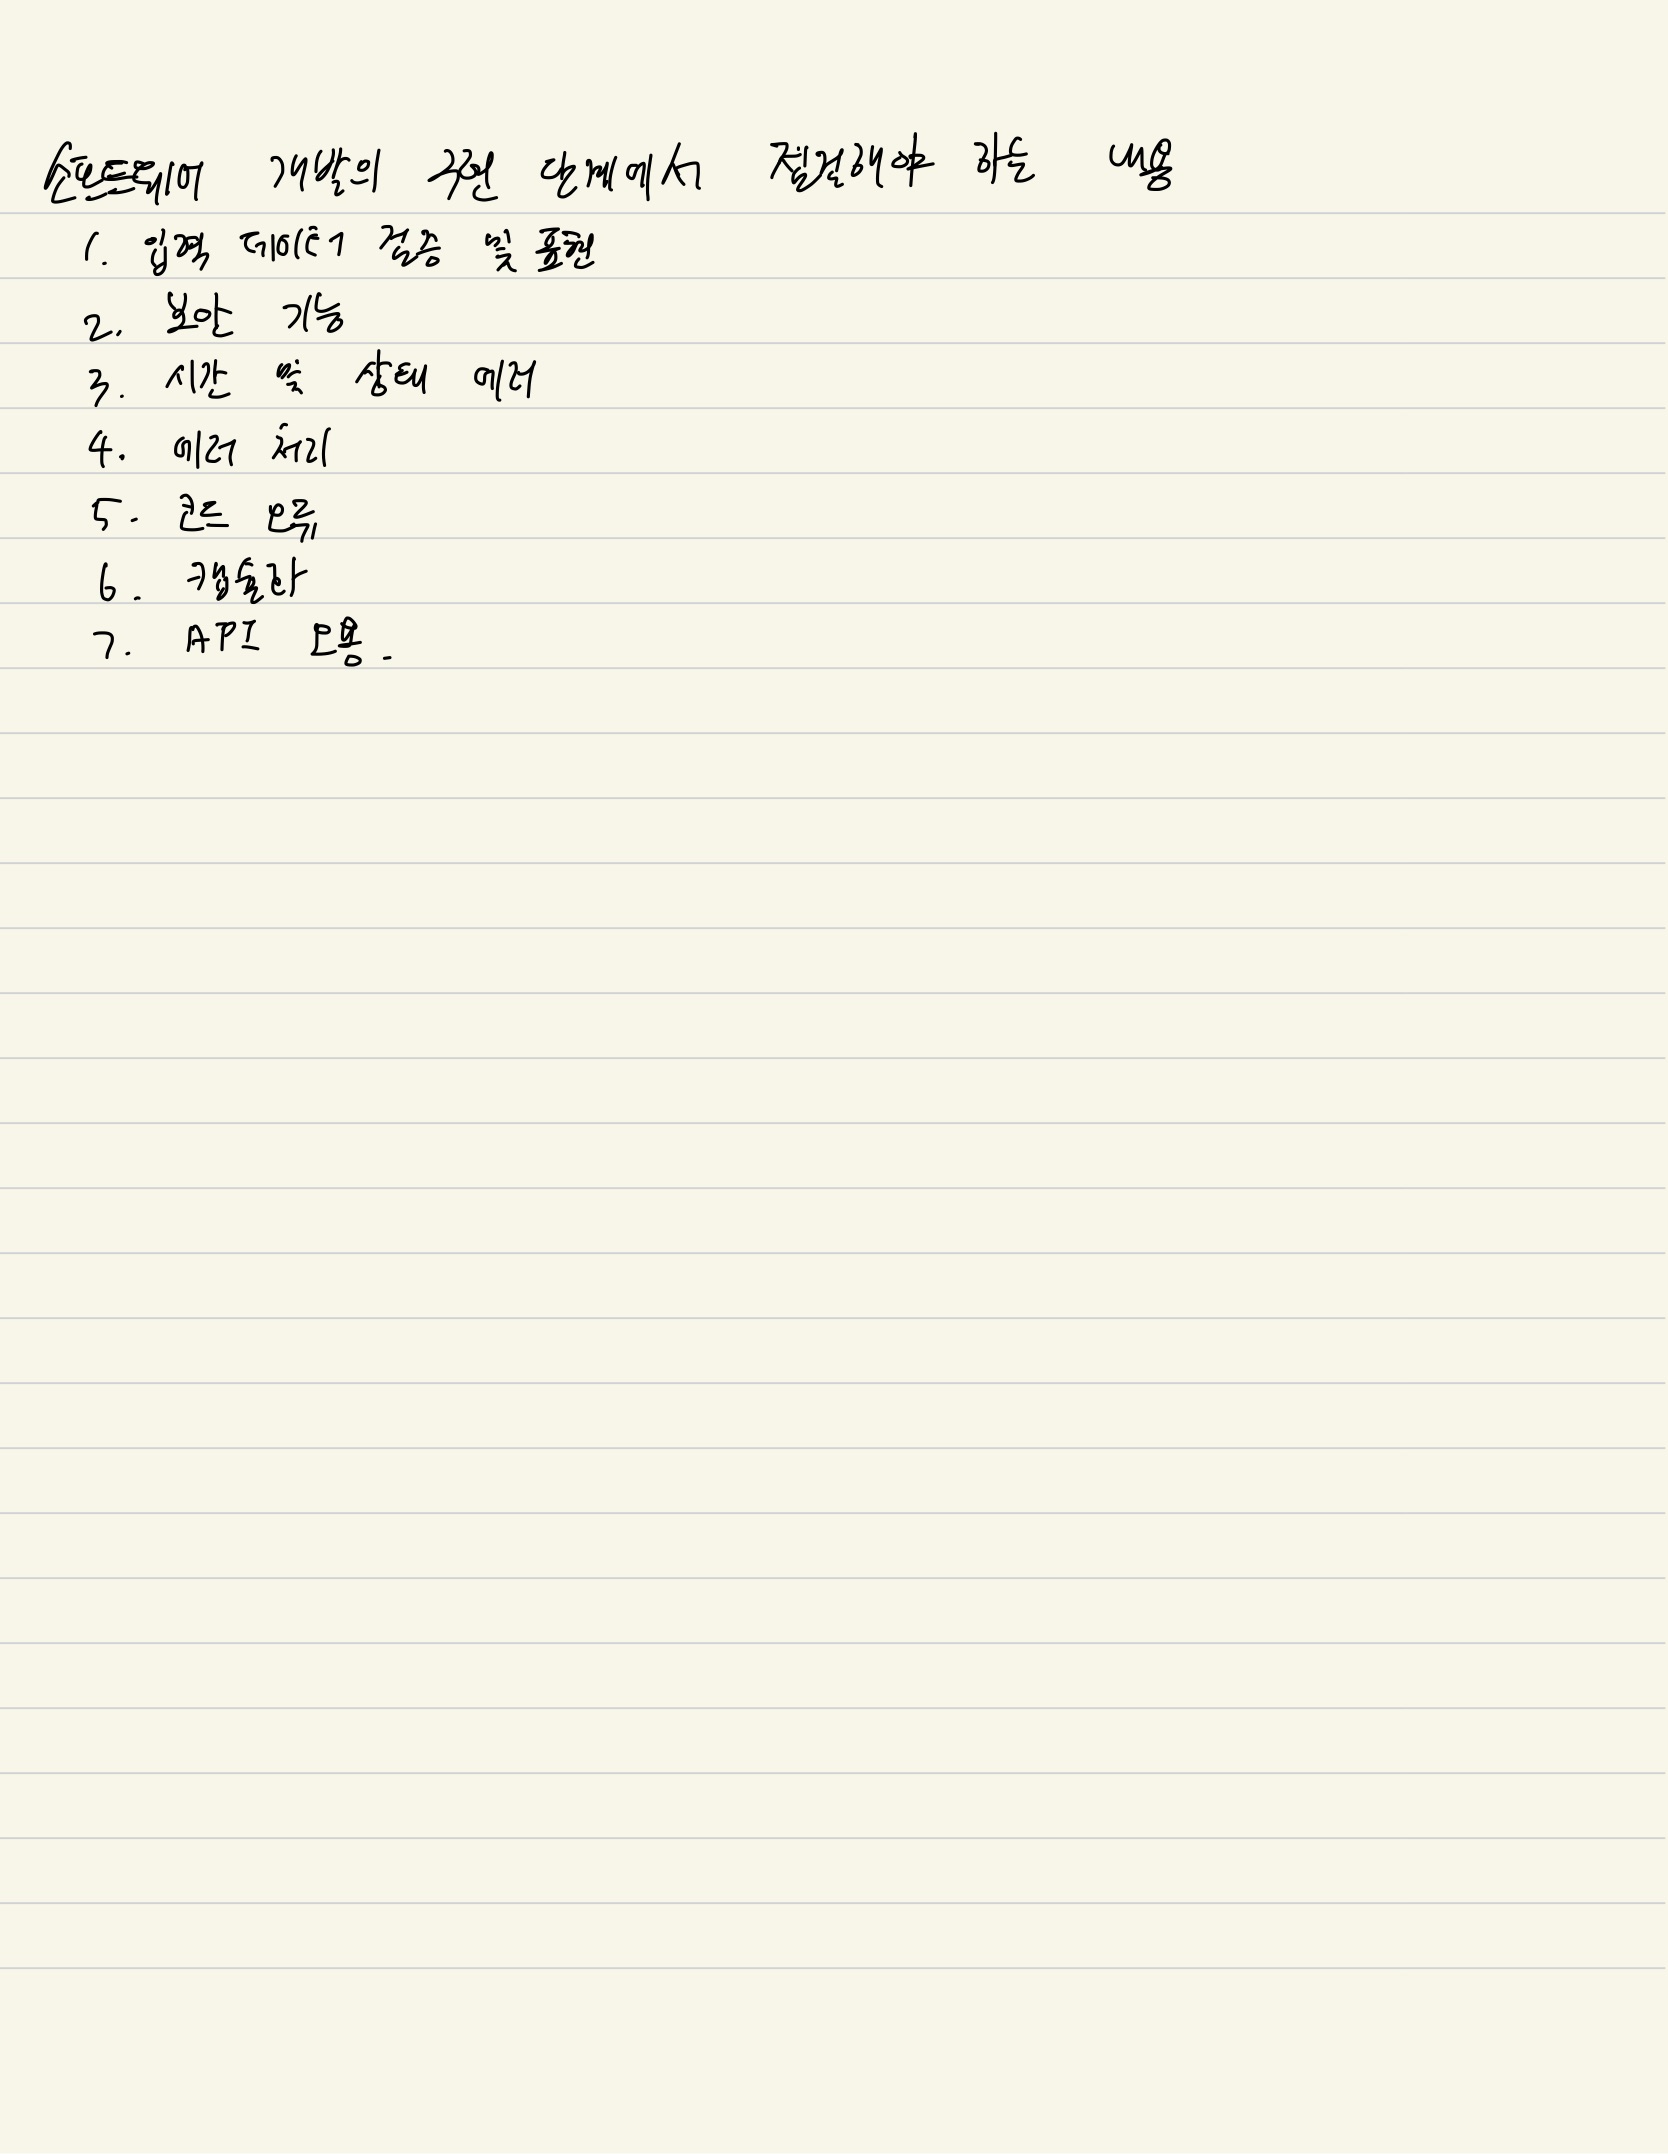 소프트웨어 개발의 구현 단계에서 점검해야 하는 내용
1. 입력 데이터 검증 및 표현
2. 보안 기능
3. 시간 및 상태 에러
4. 에러 처리
5. 코드 오류
6. 캡슐화
7. API 오용.